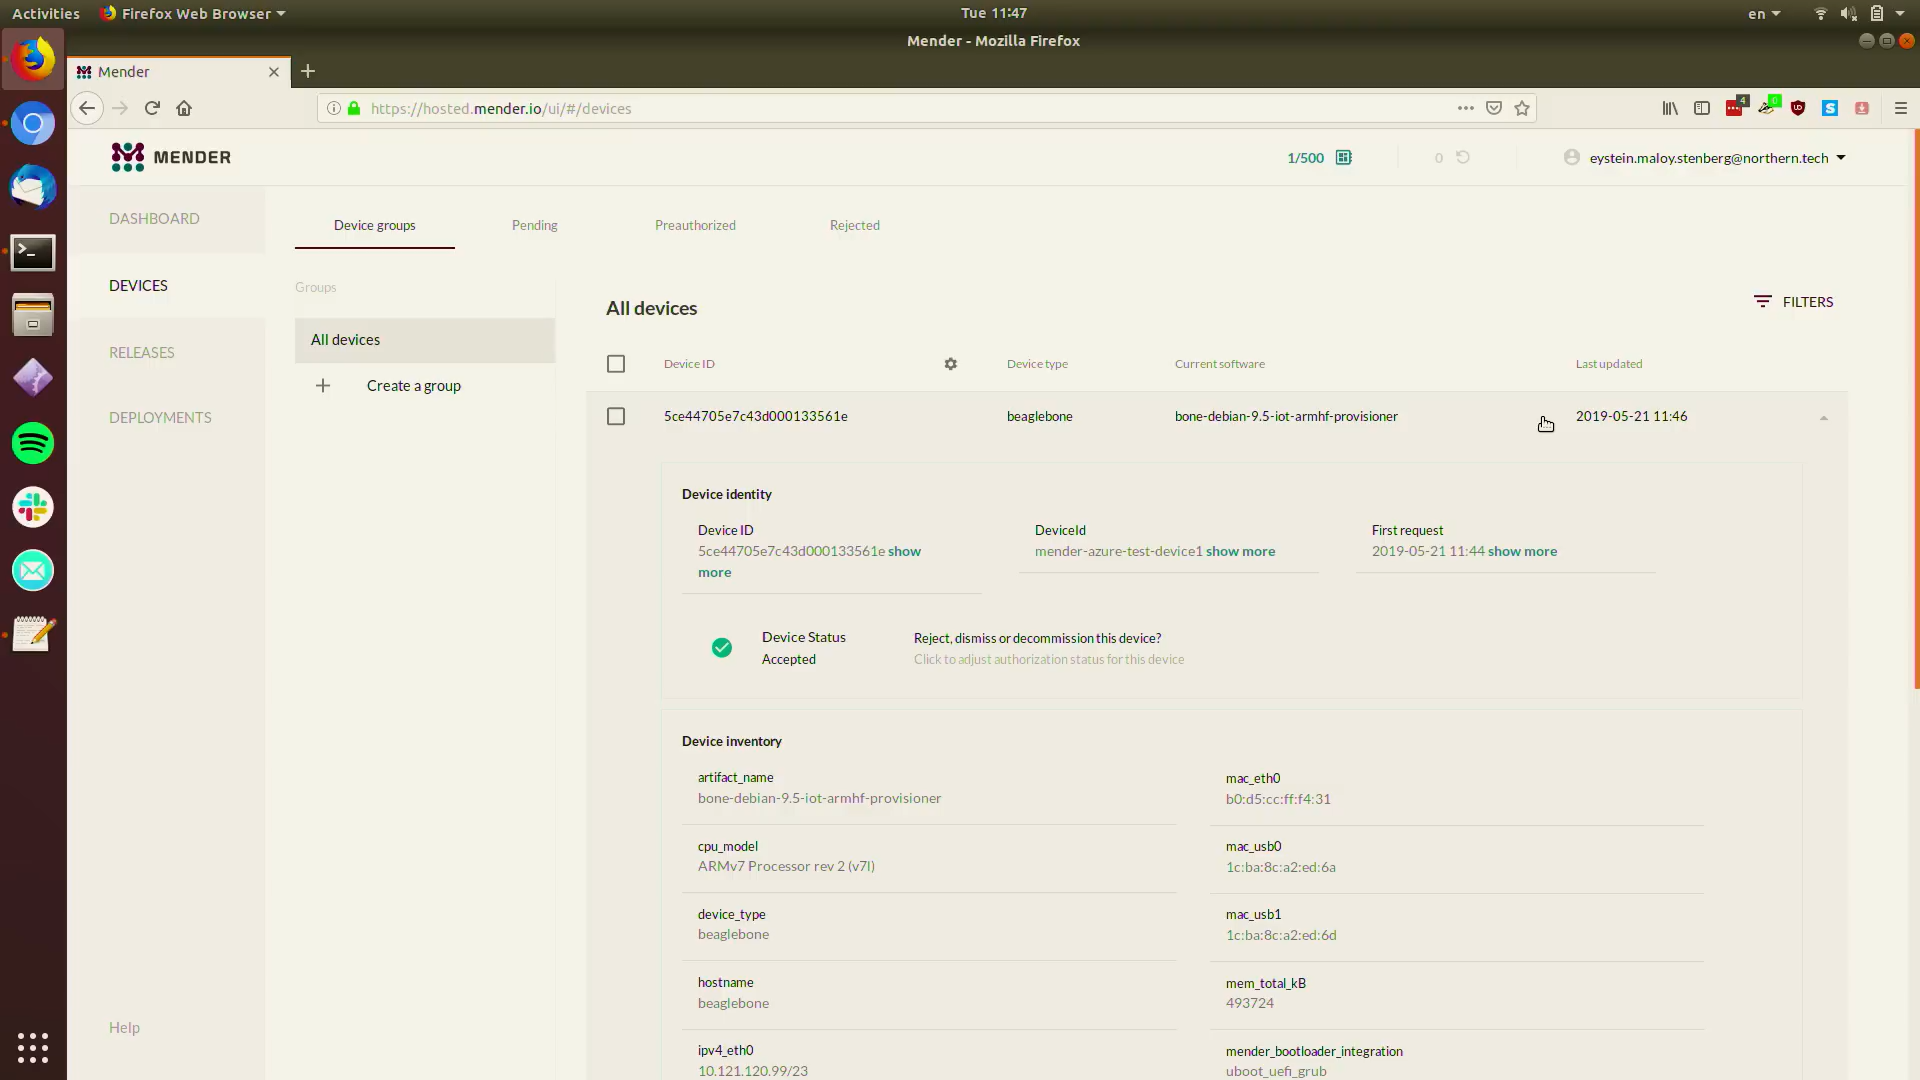 Activities
Firefox Web Browser
Tue 11:47
en
Mender - Mozilla Firefox
Mender
https://hosted.mender.io/ui/#/devices
4
0
MENDER
1/500
0
eystein.maloy.stenberg@northern.tech
DASHBOARD
DEVICES
RELEASES
DEPLOYMENTS
Help
Device groups
Pending
Preauthorized
Rejected
Groups
All devices
Create a group
All devices
FILTERS
Device ID
Device type
Current software
Last updated
5ce44705e7c43d000133561e
beaglebone
bone-debian-9.5-iot-armhf-provisioner
2019-05-21 11:46
Device identity
Device ID
5ce44705e7c43d000133561e show
more
DeviceId
mender-azure-test-device1 show more
First request
2019-05-21 11:44 show more
Device Status
Accepted
Reject, dismiss or decommission this device?
Click to adjust authorization status for this device
Device inventory
artifact_name
bone-debian-9.5-iot-armhf-provisioner
cpu_model
ARMv7 Processor rev 2 (v7l)
device_type
beaglebone
hostname
beaglebone
ipv4_eth0
10.121.120.99/23
mac_eth0
b0:d5:cc:ff:f4:31
mac_usb0
1c:ba:8c:a2:ed:6a
mac_usb1
1c:ba:8c:a2:ed:6d
mem_total_kB
493724
mender_bootloader_integration
uboot_uefi_grub